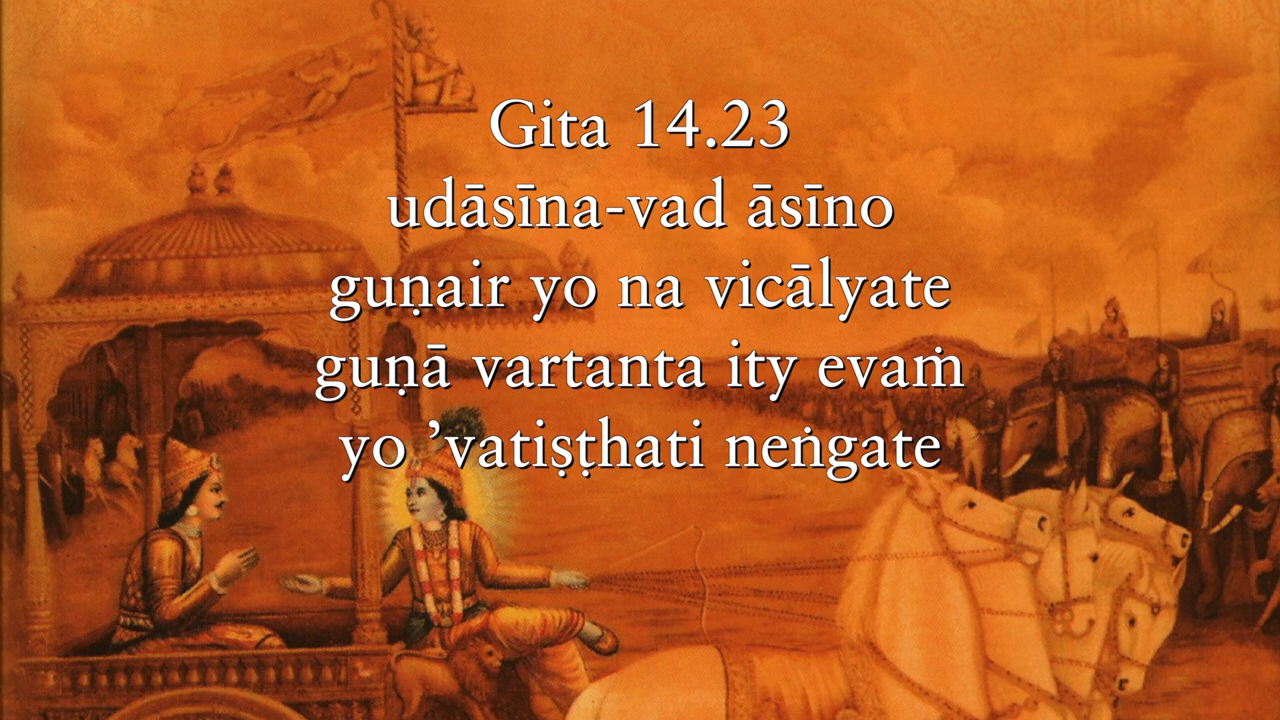 Gita 14.23
udāsīna-vad āsīno
guṇair yo na vicālyate
guṇā vartanta ity evaṁ
yo ’vatiṣṭhati neṅgate